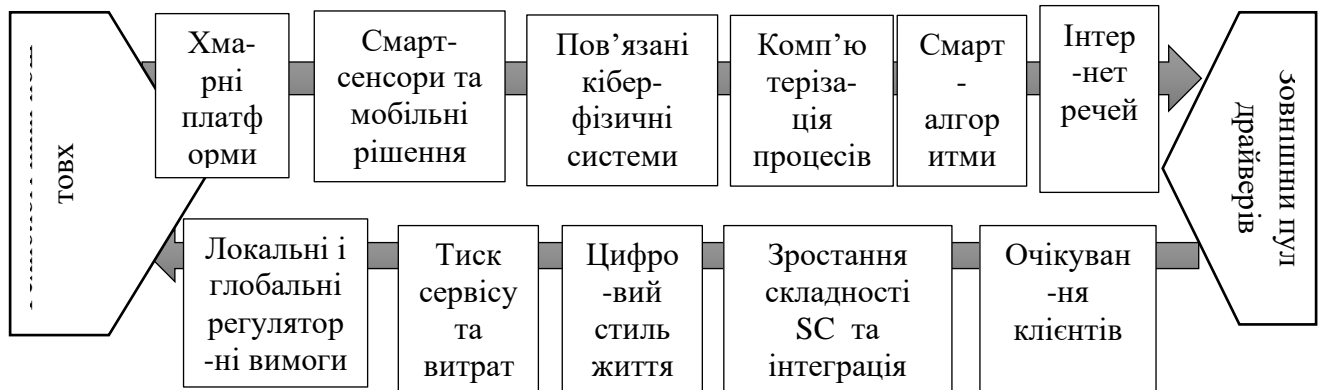 товх
Хма-
рні
платф
орми
Смарт-
сенсори та
мобільні
рішення
Пов’язані
кібер-
фізичні
системи
Комп’ю
теріза-
ція
процесів
Смарт
-
алгор
итми
Інтер
-нет
речей
Зовнішній пул
драйверів
Локальні і
глобальні
регулятор
-ні вимоги
Тиск
сервісу
та
витрат
Цифро
-вий
стиль
життя
Зростання
складності
SC та
інтеграція
Очікуван
-ня
клієнтів